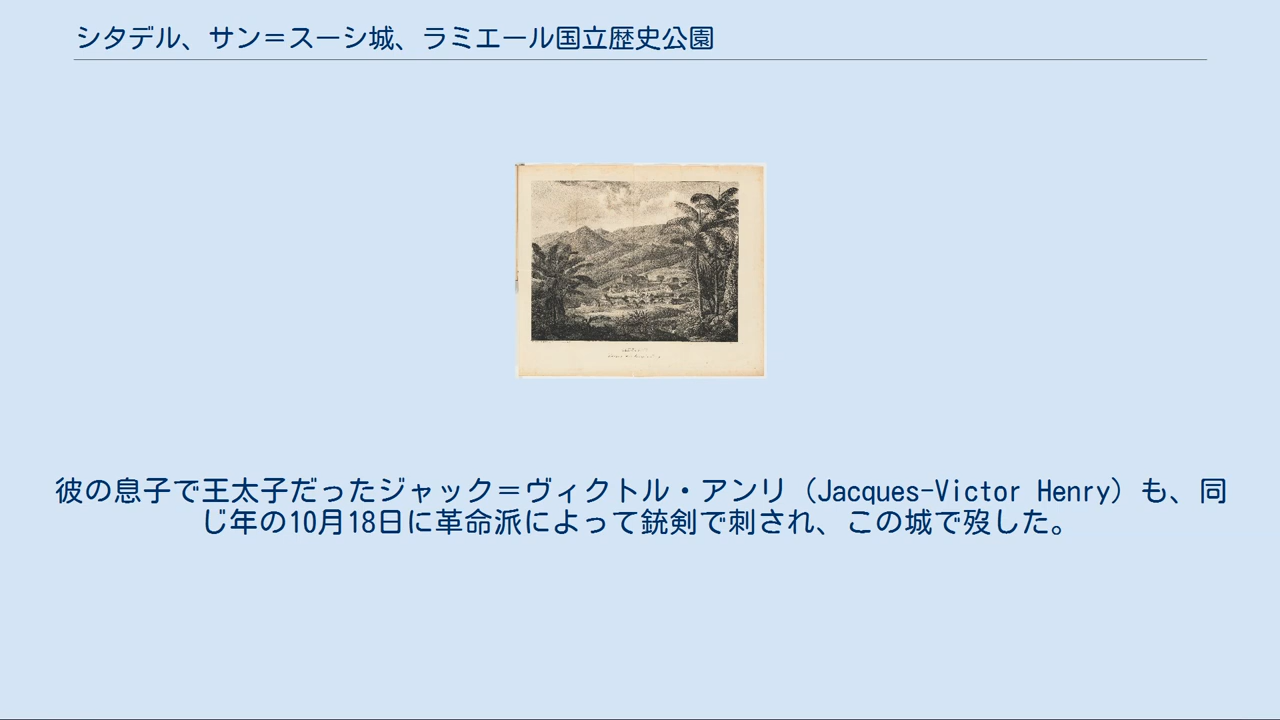 シタデル、サン＝スーシ城、ラミエール国立歴史公園
彼の息子で王太子だったジャック＝ヴィクトル・アンリ（Jacques-Victor Henry）も、同
じ年の10月18日に革命派によって銃剣で刺され、この城で歿した。